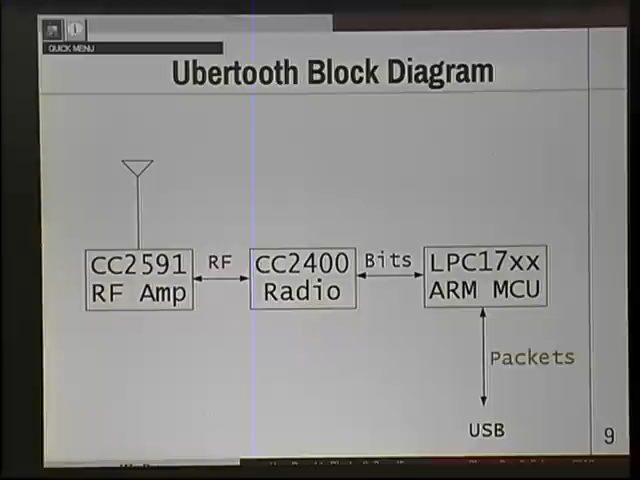 QUICK MENU
Ubertooth Block Diagram
CC2591
RF Amp
RF
CC2400
Radio
Bits
LPC17xx
ARM MCU
Packets
USB
9